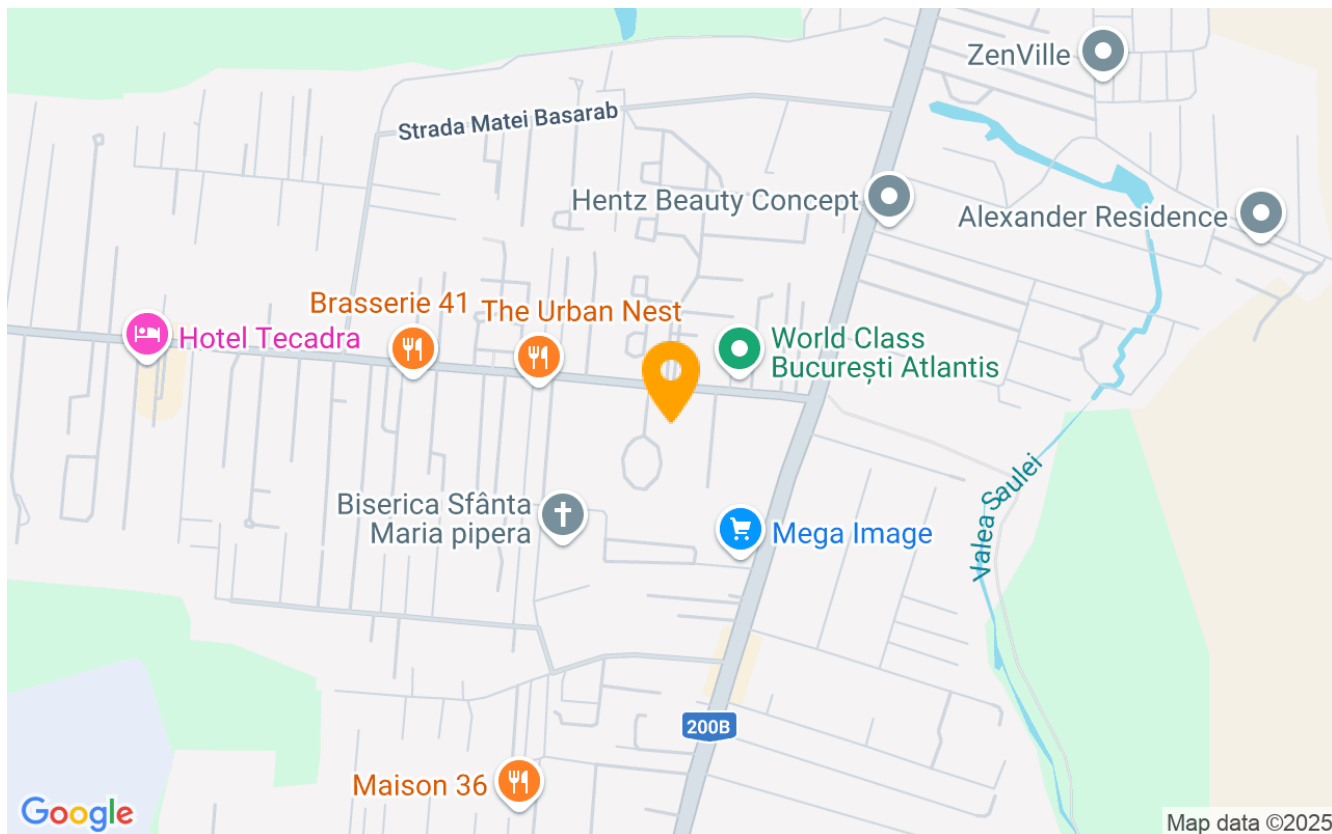 ZenVille
Strada Matei Basarab
Hentz Beauty Concept
Alexander Residence
Brasserie 41
The Urban Nest
Hotel Tecadra
World Class
București Atlantis
Valea Saulei
Biserica Sfânta
Maria pipera
Mega Image
200B
Maison 36
Google
Map data ©2025